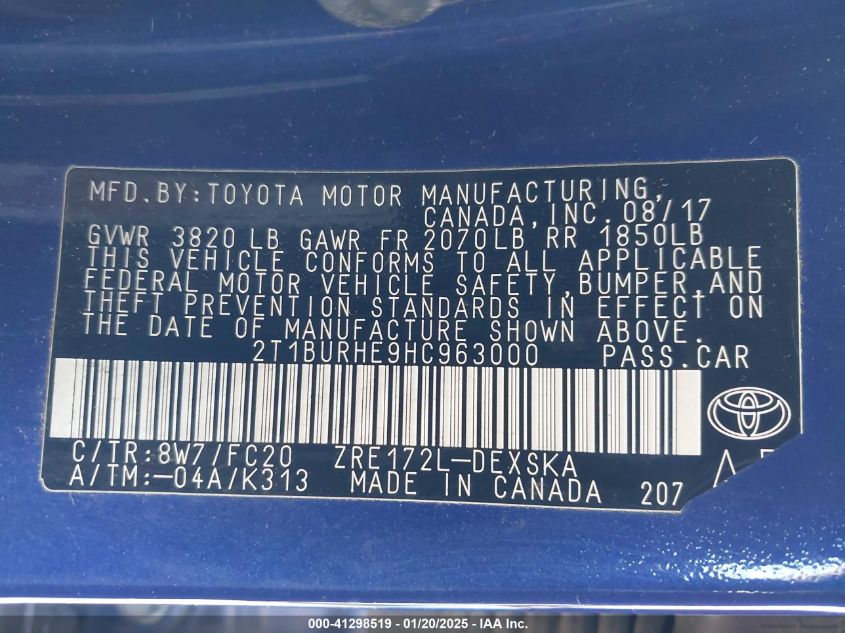 MFD.BY:TOYOTA MOTOR MANUFACTURING,
CANADA,INC.08/17
GVWR 3820 LB GAWR FR 2070LB RR 1850LB
THIS VEHICLE CONFORMS TO ALL APPLICABLE
FEDERAL MOTOR VEHICLE SAFETY,BUMPER,AND
THEFT PREVENTION STANDARDS IN EFFECT ON
THE DATE OF MANUFACTURE SHOWN ABOVE.
2T1BURHE9HC963000 PASS.CAR
C/TR:8W7/FC20 ZRE172L-DEXSKA
A/TM:-04A/K313 MADE IN CANADA 207
000-41298519 - 01/20/2025 - IAA Inc.